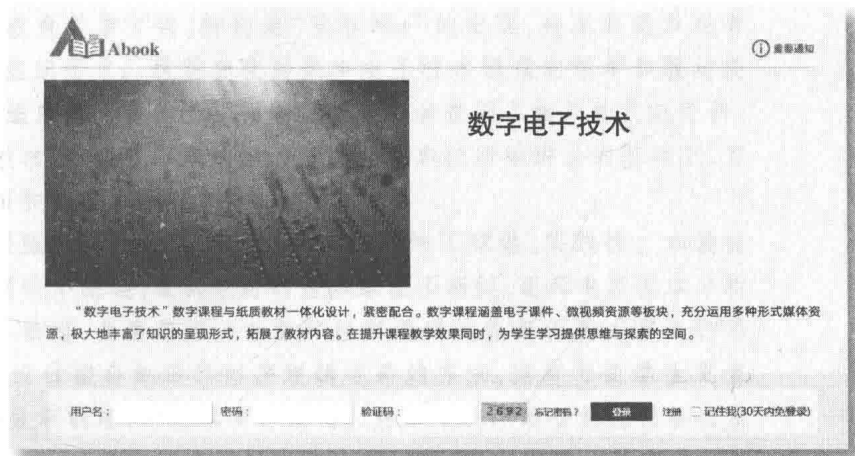 Abook
重要通知
数字电子技术
“数字电子技术”数字课程与纸质教材一体化设计，紧密配合。数字课程涵盖电子课件、微视频资源等板块，充分运用多种形式媒体资
源，极大地丰富了知识的呈现形式，拓展了教材内容。在提升课程教学效果同时，为学生学习提供思维与探索的空间。
用户名： 密码： 验证码： 2692 忘记密码？ 登录 注册 记住我(30天内免登录)